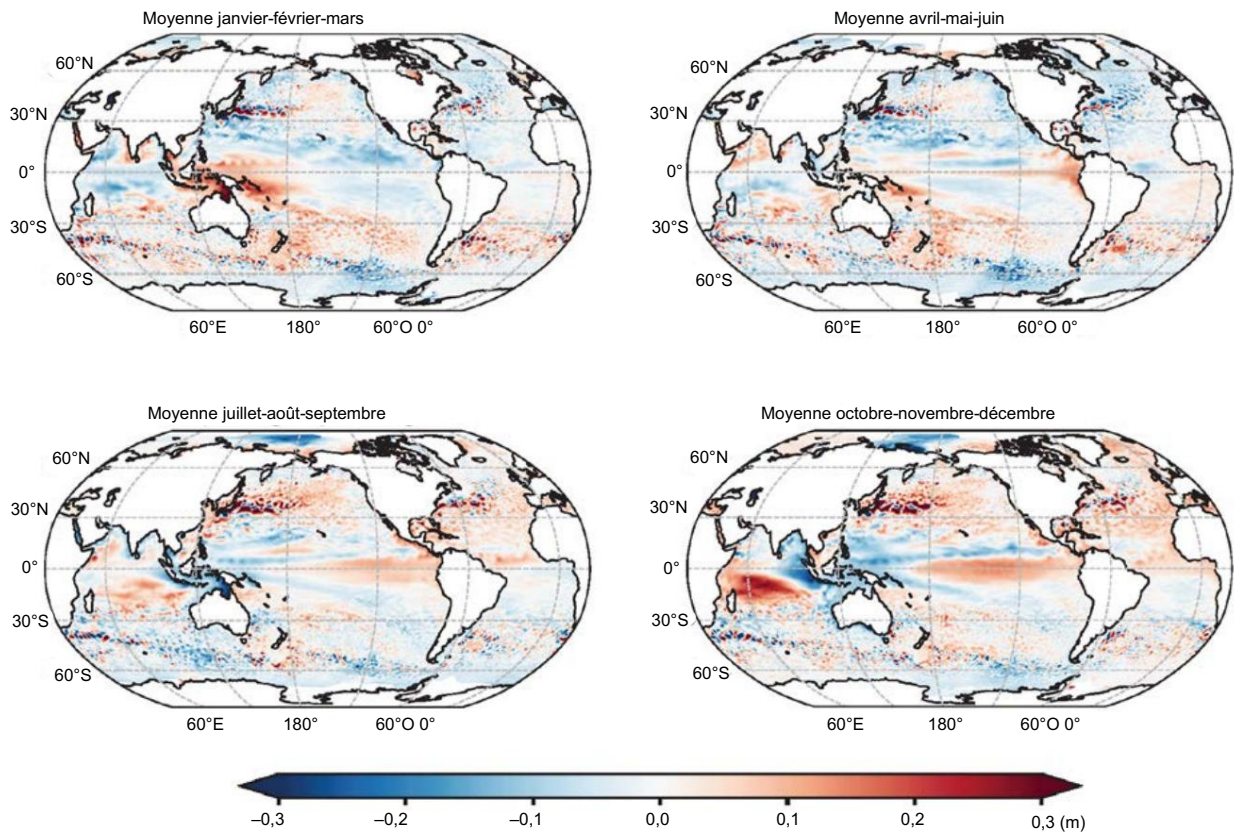 Moyenne janvier-février-mars
60°N
30°N
0°
30°S
60°S
60°E 180° 60°O 0°
Moyenne avril-mai-juin
60°N
30°N
0°
30°S
60°S
60°E 180° 60°O 0°
Moyenne juillet-août-septembre
60°N
30°N
0°
30°S
60°S
60°E 180° 60°O 0°
Moyenne octobre-novembre-décembre
60°N
30°N
0°
30°S
60°S
60°E 180° 60°O 0°
–0,3 –0,2 –0,1 0,0 0,1 0,2 0,3 (m)